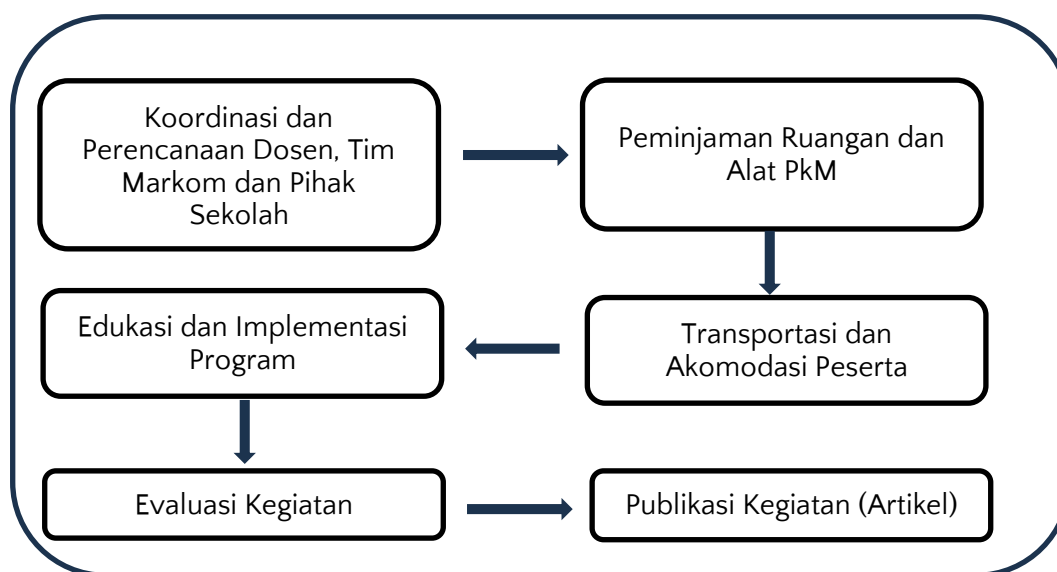 Koordinasi dan
Perencanaan Dosen, Tim
Markom dan Pihak
Sekolah
Peminjaman Ruangan dan
Alat PkM
Transportasi dan
Akomodasi Peserta
Edukasi dan Implementasi
Program
Evaluasi Kegiatan
Publikasi Kegiatan (Artikel)